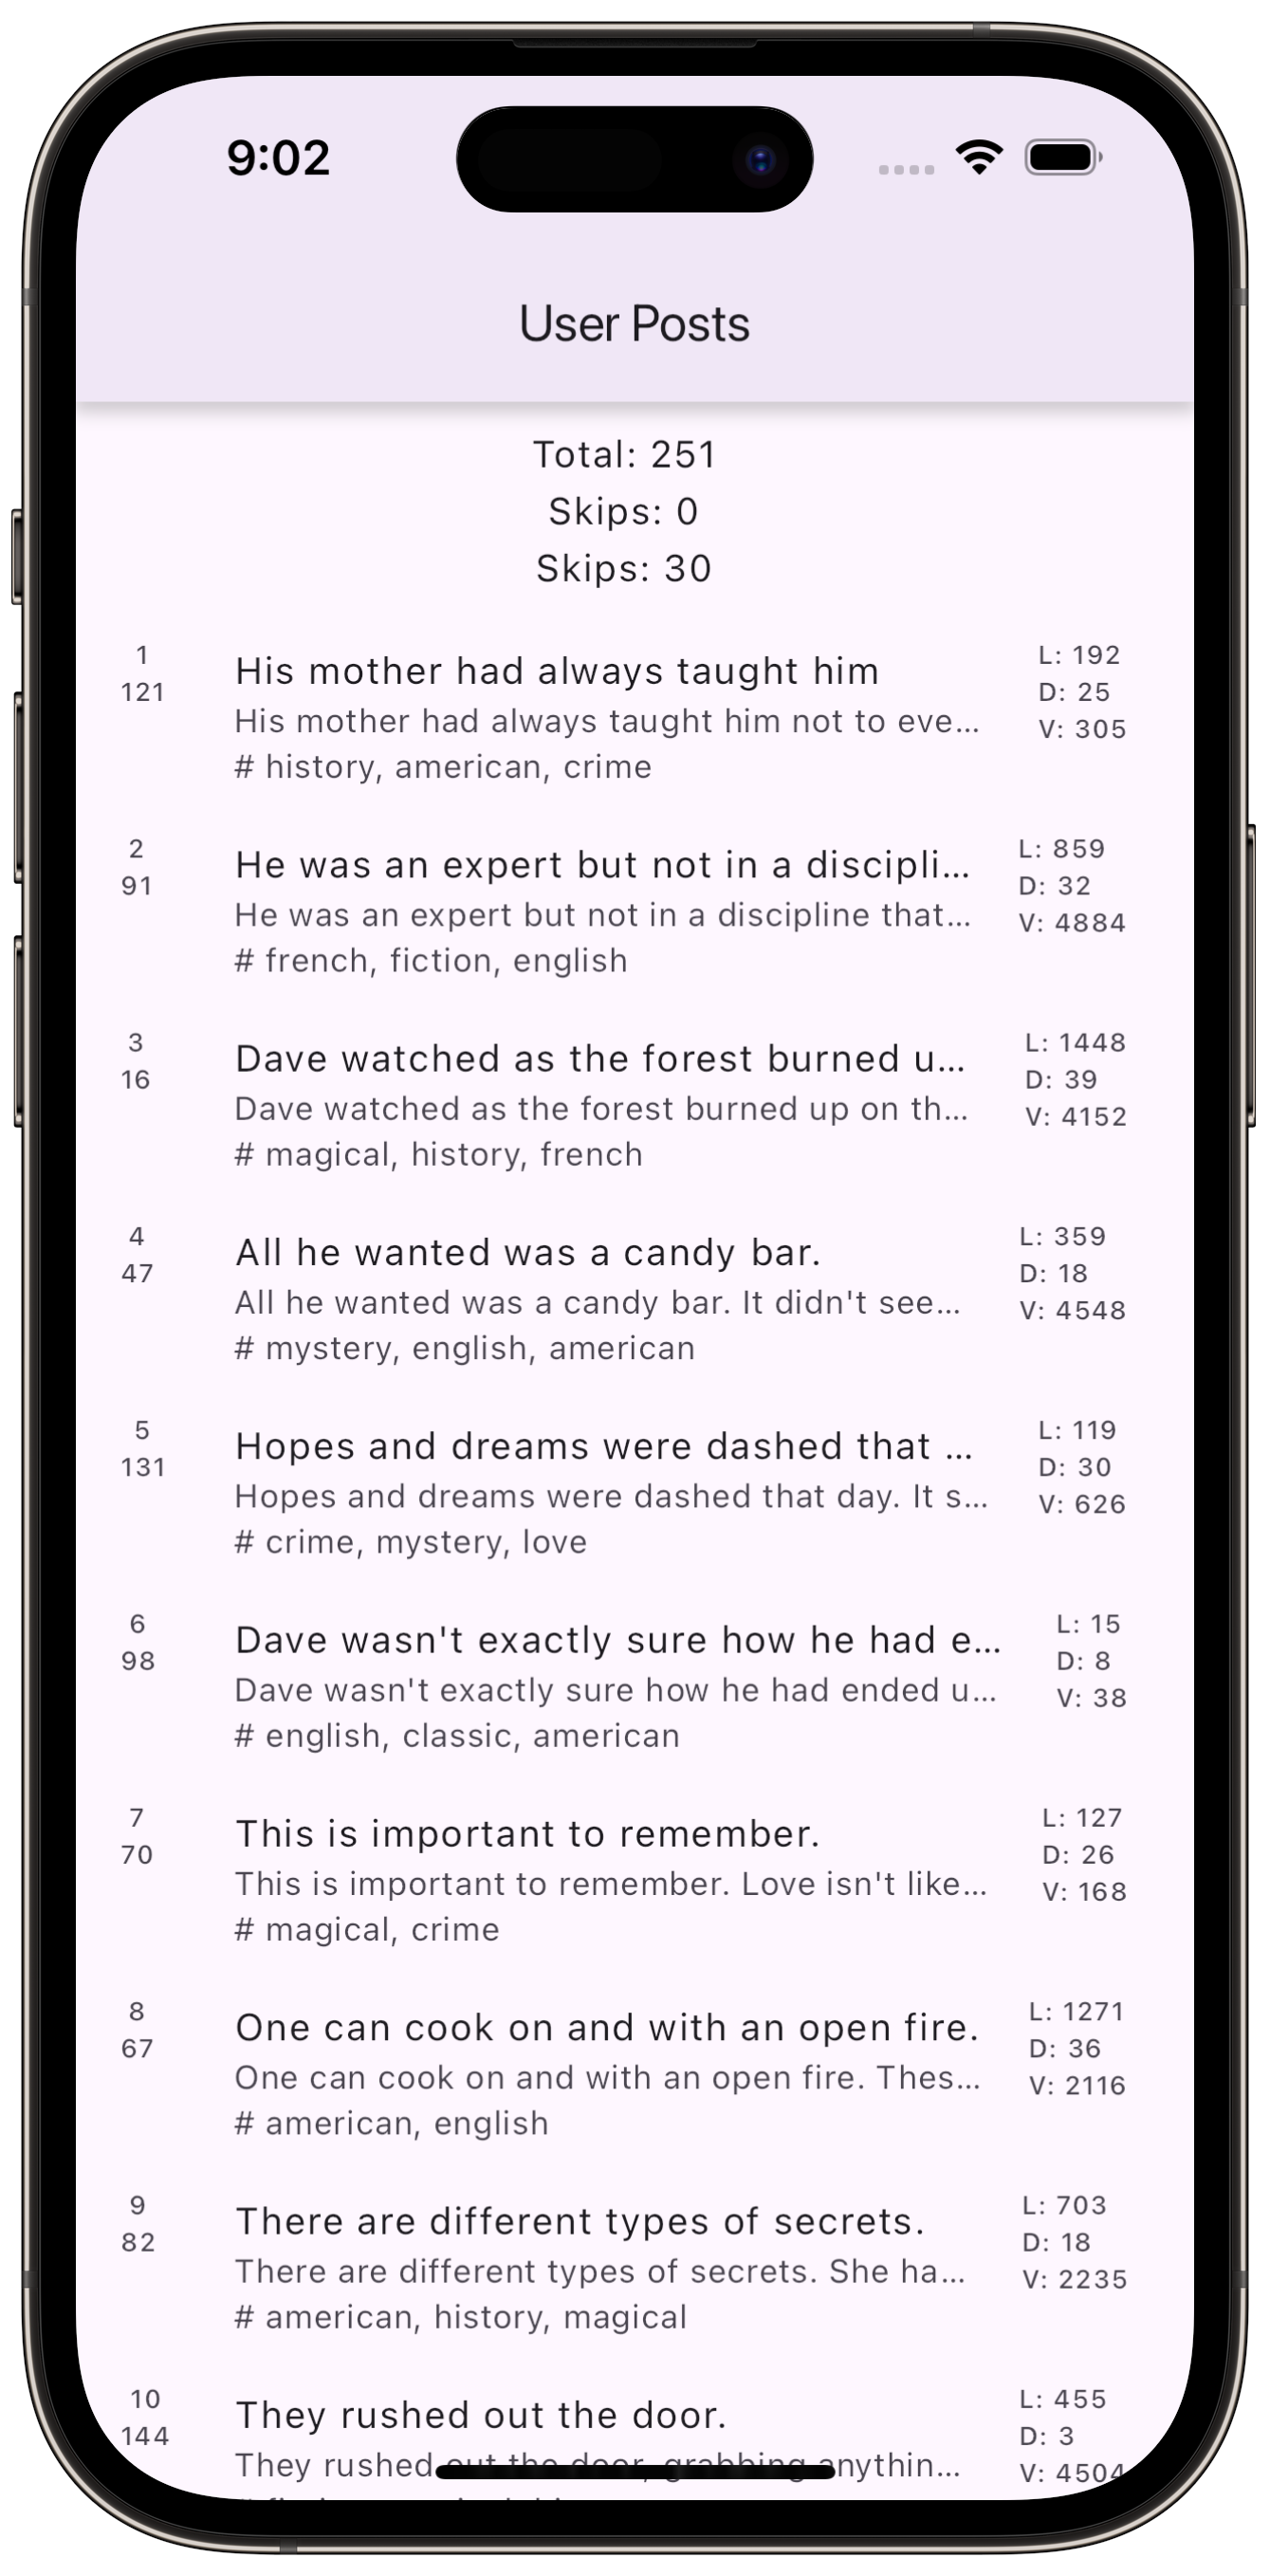 9:02
User Posts
Total: 251
Skips: 0
Skips: 30
1
121
His mother had always taught him
His mother had always taught him not to eve...
# history, american, crime
L: 192
D: 25
V: 305
2
91
He was an expert but not in a discipli...
He was an expert but not in a discipline that...
# french, fiction, english
L: 859
D: 32
V: 4884
3
16
Dave watched as the forest burned u...
Dave watched as the forest burned up on th...
# magical, history, french
L: 1448
D: 39
V: 4152
4
47
All he wanted was a candy bar.
All he wanted was a candy bar. It didn't see...
# mystery, english, american
L: 359
D: 18
V: 4548
5
131
Hopes and dreams were dashed that ...
Hopes and dreams were dashed that day. It s...
# crime, mystery, love
L: 119
D: 30
V: 626
6
98
Dave wasn't exactly sure how he had e...
Dave wasn't exactly sure how he had ended u...
# english, classic, american
L: 15
D: 8
V: 38
7
70
This is important to remember.
This is important to remember. Love isn't like...
# magical, crime
L: 127
D: 26
V: 168
8
67
One can cook on and with an open fire.
One can cook on and with an open fire. Thes...
# american, english
L: 1271
D: 36
V: 2116
9
82
There are different types of secrets.
There are different types of secrets. She ha...
# american, history, magical
L: 703
D: 18
V: 2235
10
144
They rushed out the door.
They rushed out the door, grabbing anythin...
L: 455
D: 3
V: 4504